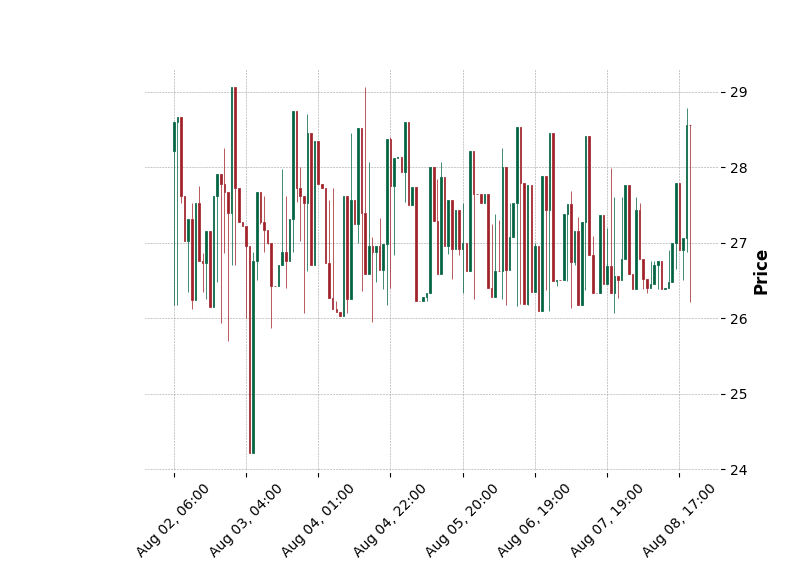 29
28
27
26
25
24
Price
Aug 02, 06:00
Aug 03, 04:00
Aug 04, 01:00
Aug 04, 22:00
Aug 05, 20:00
Aug 06, 19:00
Aug 07, 19:00
Aug 08, 17:00